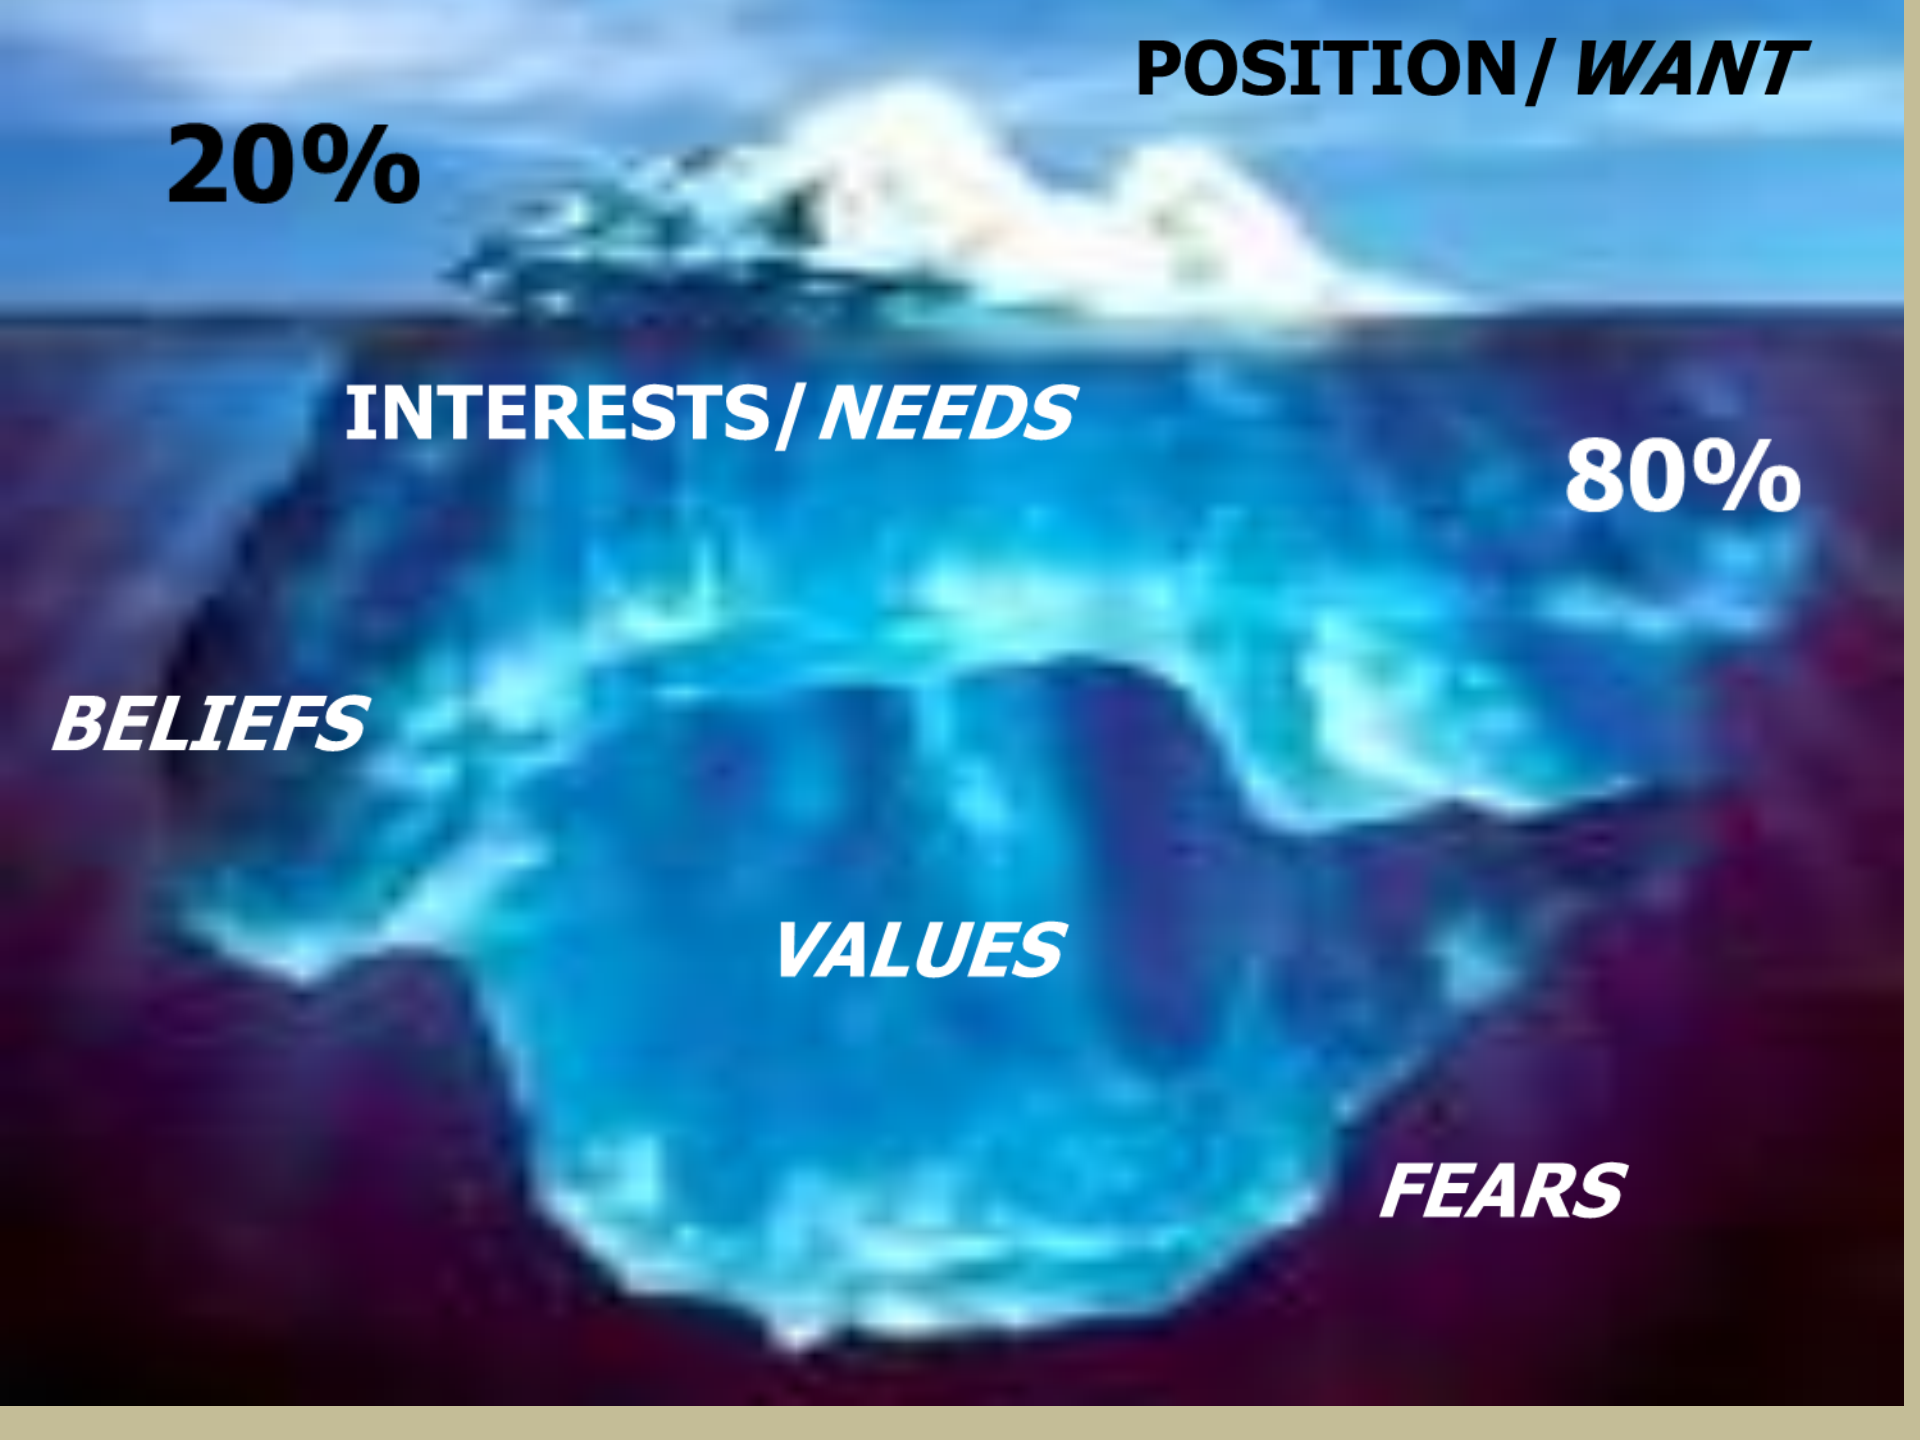 POSITION/WANT
20%
INTERESTS/NEEDS
80%
BELIEFS
VALUES
FEARS